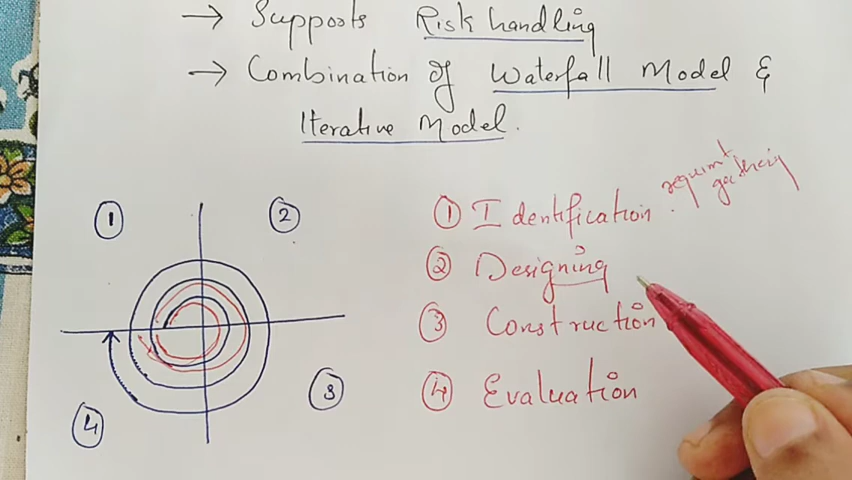 → Supports Risk handling
→ Combination of Waterfall Model &
Iterative Model.
① ②
③
④
① Identification. requirmt
gathering
② Designing
③ Construction
④ Evaluation